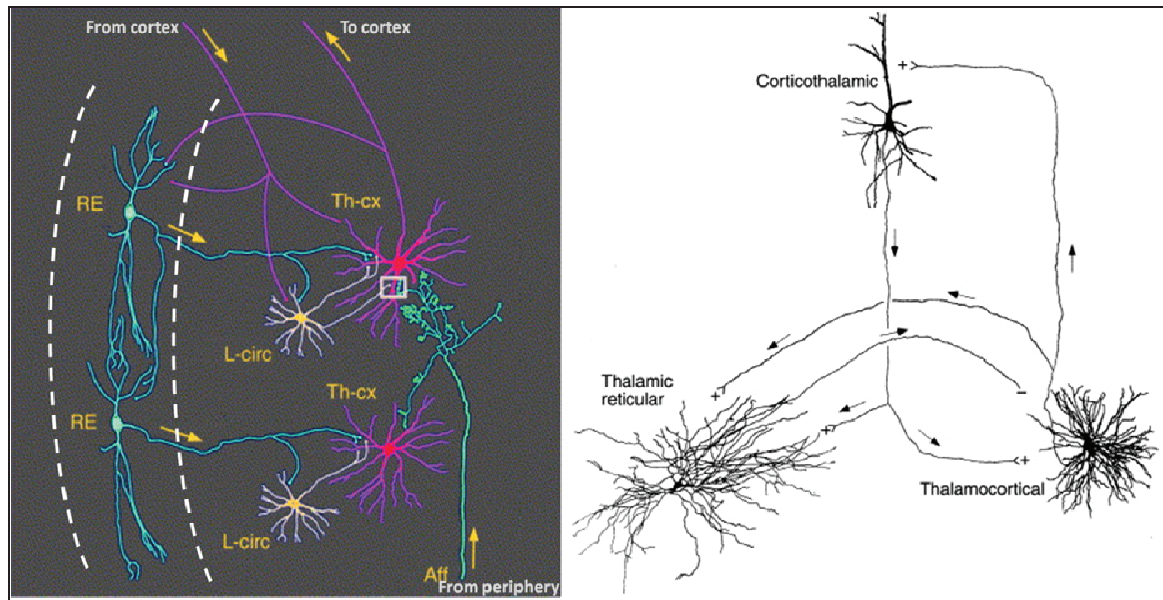 From cortex
To cortex
RE
Th-cx
L-circ
Th-cx
RE
L-circ
Aff
From periphery
Corticothalamic
+
Thalamic
reticular
+
-
+
+
Thalamocortical